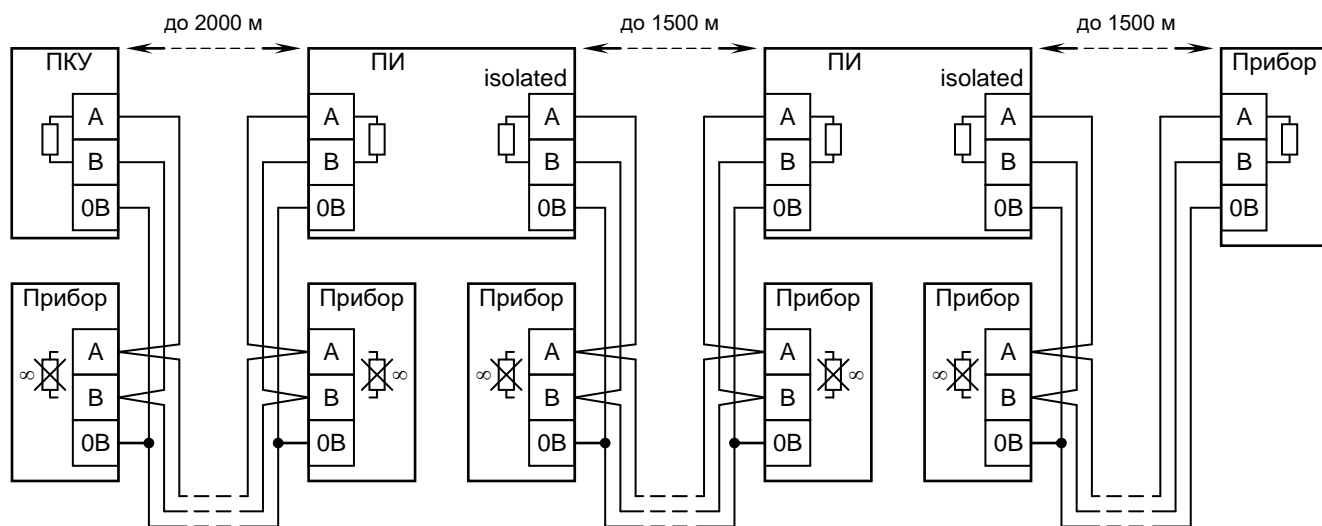 до 2000 м
до 1500 м
до 1500 м
ПКУ
A
B
0В
ПИ
A
B
0В
isolated
A
B
0В
ПИ
A
B
0В
isolated
A
B
0В
Прибор
A
B
0В
Прибор
∞
A
B
0В
Прибор
A
B
0В
∞
Прибор
∞
A
B
0В
Прибор
A
B
0В
∞
Прибор
∞
A
B
0В